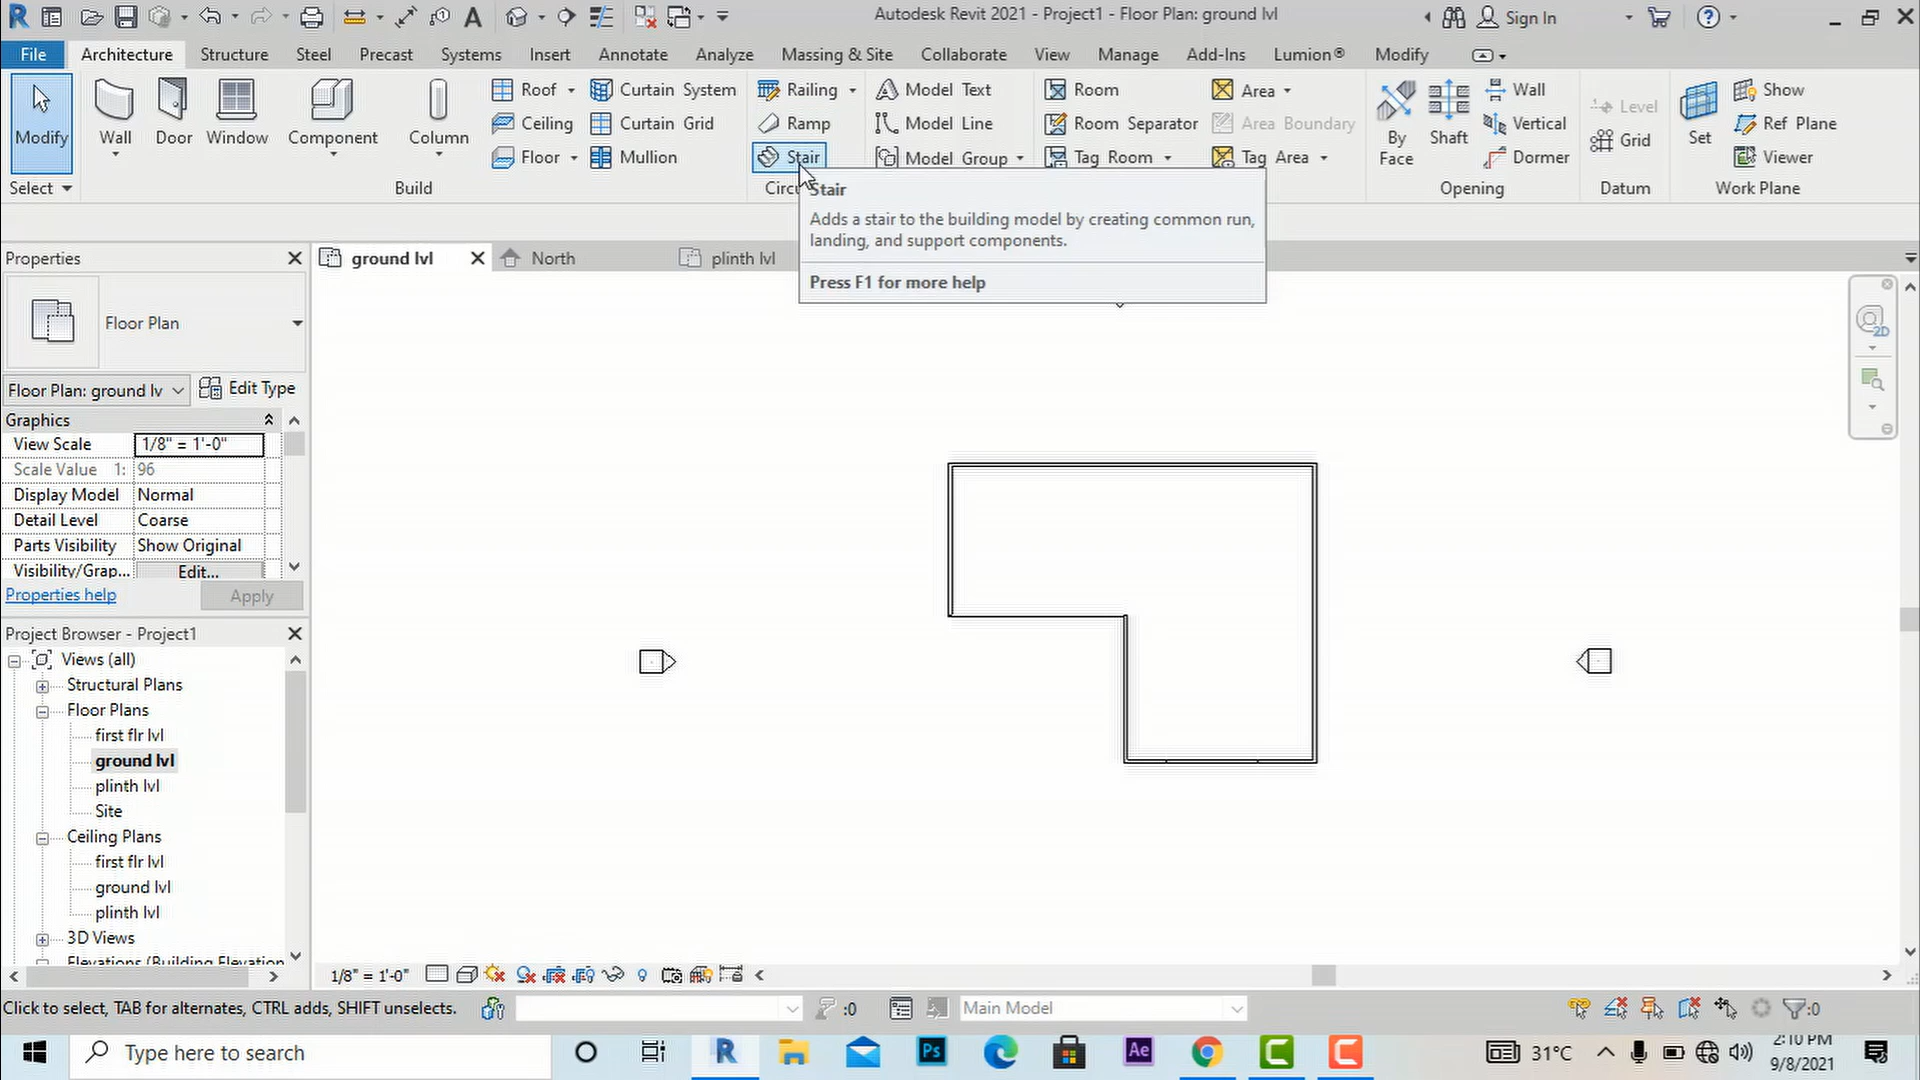 Autodesk Revit 2021 - Project1 - Floor Plan: ground lvl
Sign In
File
Architecture
Structure
Steel
Precast
Systems
Insert
Annotate
Analyze
Massing & Site
Collaborate
View
Manage
Add-Ins
Lumion®
Modify
Modify
Select
Wall
Door
Window
Component
Column
Roof
Ceiling
Floor
Curtain System
Curtain Grid
Mullion
Build
Railing
Ramp
Stair
Model Text
Model Line
Model Group
Room
Room Separator
Tag Room
Area
Area Boundary
Tag Area
By
Face
Shaft
Wall
Vertical
Dormer
Opening
Level
Grid
Datum
Set
Show
Ref Plane
Viewer
Work Plane
Stair
Adds a stair to the building model by creating common run,
landing, and support components.
Press F1 for more help
Properties
Floor Plan
Floor Plan: ground lv
Edit Type
Graphics
View Scale 1/8" = 1'-0"
Scale Value 1: 96
Display Model Normal
Detail Level Coarse
Parts Visibility Show Original
Visibility/Grap... Edit...
Properties help
Apply
ground lvl
North
plinth lvl
2D
Project Browser - Project1
Views (all)
Structural Plans
Floor Plans
first flr lvl
ground lvl
plinth lvl
Site
Ceiling Plans
first flr lvl
ground lvl
plinth lvl
3D Views
Elevations (Building Elevation
1/8" = 1'-0"
Click to select, TAB for alternates, CTRL adds, SHIFT unselects.
:0
Main Model
:0
Type here to search
Ps
Ae
31°C
2:10 PM
9/8/2021